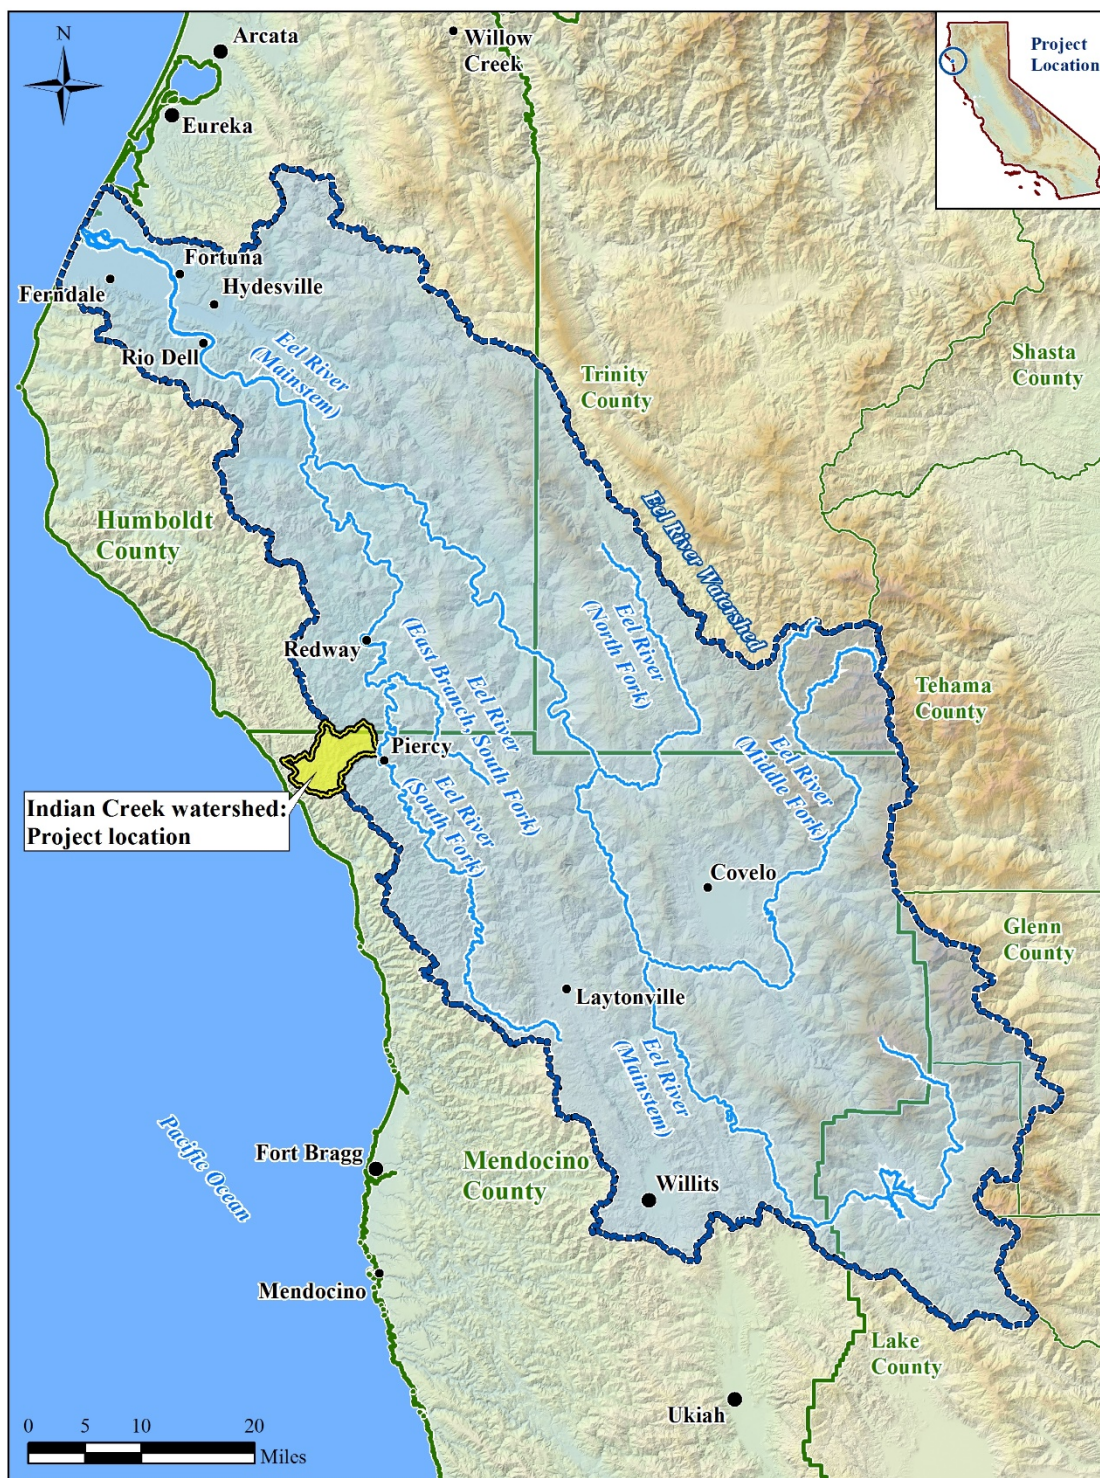 N
Arcata
Willow
Creek
Project
Location
Eureka
Fortuna
Ferndale
Hydesville
Rio Dell
Eel River
(Mainstem)
Trinity
County
Shasta
County
Humboldt
County
Eel River Watershed
Eel River
(North Fork)
Redway
Eel River
(East Branch, South Fork)
Tehama
County
Piercy
Eel River
(South Fork)
Eel River
(Middle Fork)
Indian Creek watershed:
Project location
Covelo
Glenn
County
Laytonville
Eel River
(Mainstem)
Pacific Ocean
Fort Bragg
Mendocino
County
Willits
Mendocino
Lake
County
Ukiah
0 5 10 20
Miles